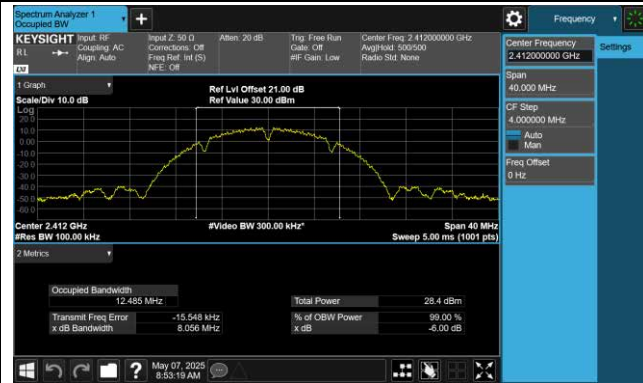 Spectrum Analyzer 1
Occupied BW
+
Frequency
KEYSIGHT
RL
LXI
Input: RF
Coupling: AC
Align: Auto
Input Z: 50 Ω
Corrections: Off
Freq Ref: Int (S)
NFE: Off
Atten: 20 dB
Trig: Free Run
Gate: Off
#IF Gain: Low
Center Freq: 2.412000000 GHz
Avg|Hold: 500/500
Radio Std: None
Center Frequency
2.412000000 GHz
Settings
Span
40.000 MHz
CF Step
4.000000 MHz
Auto
Man
Freq Offset
0 Hz
1 Graph
Scale/Div 10.0 dB
Ref Lvl Offset 21.00 dB
Ref Value 30.00 dBm
Log
20.0
10.0
0.00
-10.0
-20.0
-30.0
-40.0
-50.0
-60.0
Center 2.412 GHz
#Res BW 100.00 kHz
#Video BW 300.00 kHz*
Span 40 MHz
Sweep 5.00 ms (1001 pts)
2 Metrics
Occupied Bandwidth
12.485 MHz
Total Power 28.4 dBm
Transmit Freq Error -15.548 kHz
% of OBW Power 99.00 %
x dB Bandwidth 8.056 MHz
x dB -6.00 dB
?
May 07, 2025
8:53:19 AM